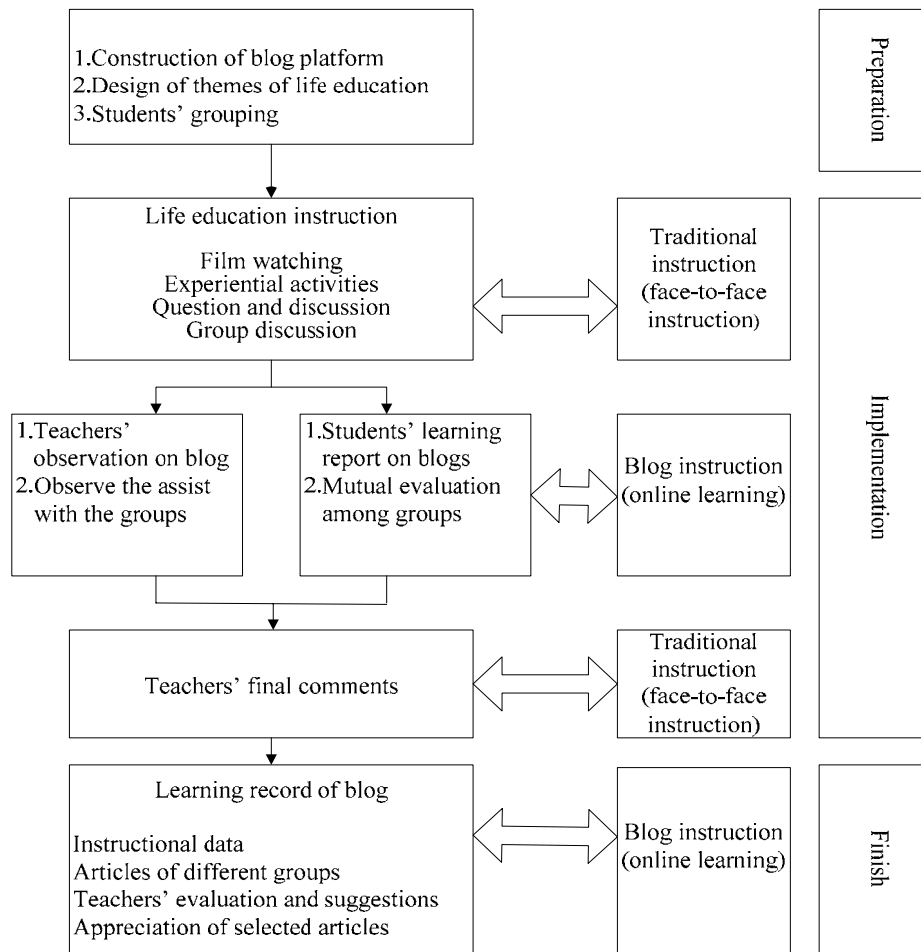 1.Construction of blog platform
2.Design of themes of life education
3.Students’ grouping
Preparation
Life education instruction
Film watching
Experiential activities
Question and discussion
Group discussion
Traditional
instruction
(face-to-face
instruction)
Implementation
1.Teachers’
observation on blog
2.Observe the assist
with the groups
1.Students’ learning
report on blogs
2.Mutual evaluation
among groups
Blog instruction
(online learning)
Teachers’ final comments
Traditional
instruction
(face-to-face
instruction)
Learning record of blog
Instructional data
Articles of different groups
Teachers’ evaluation and suggestions
Appreciation of selected articles
Blog instruction
(online learning)
Finish